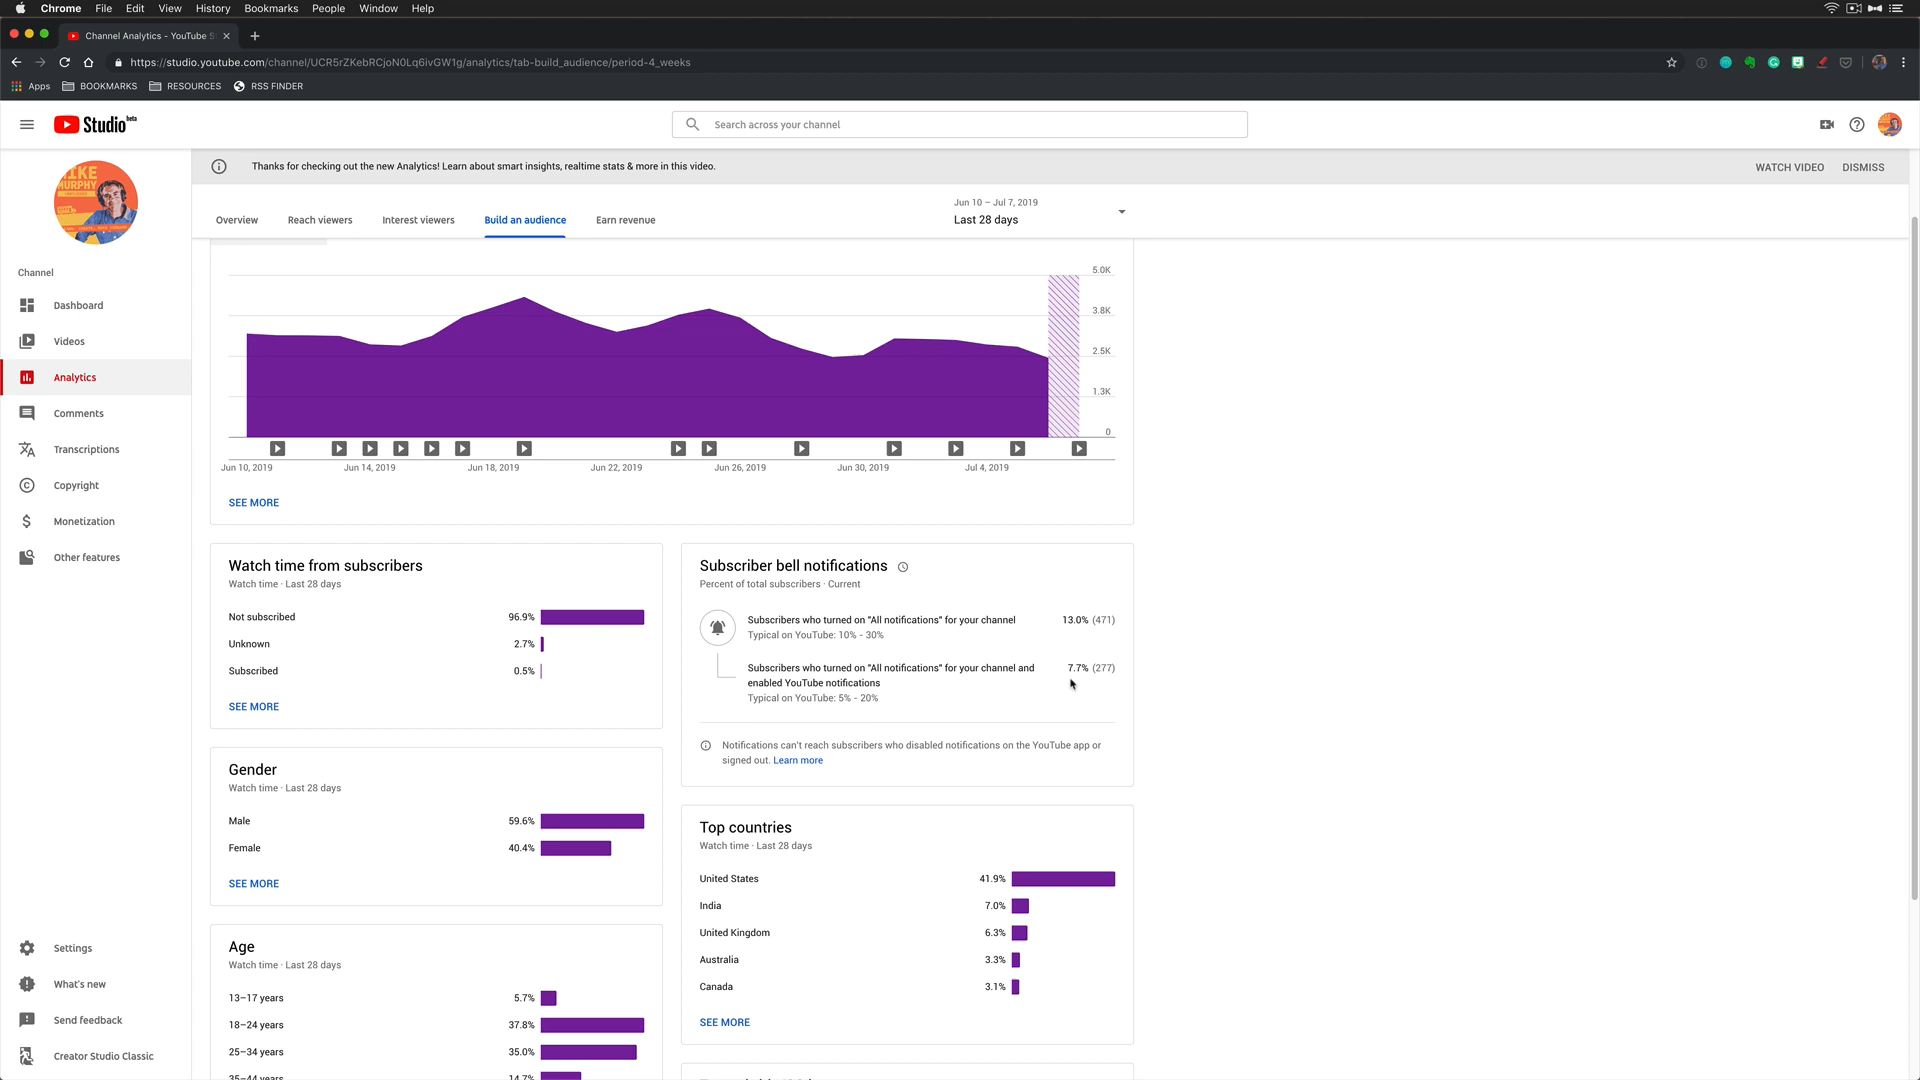 Chrome File Edit View History Bookmarks People Window Help
Channel Analytics - YouTube S
https://studio.youtube.com/channel/UCR5rZKebRCjoN0Lq6ivGW1g/analytics/tab-build_audience/period-4_weeks
Apps BOOKMARKS RESOURCES RSS FINDER
Studio beta
Search across your channel
MIKE
MURPHY
Thanks for checking out the new Analytics! Learn about smart insights, realtime stats & more in this video.
WATCH VIDEO DISMISS
Overview Reach viewers Interest viewers Build an audience Earn revenue
Jun 10 – Jul 7, 2019
Last 28 days
Channel
Dashboard
Videos
Analytics
Comments
Transcriptions
Copyright
Monetization
Other features
Settings
What's new
Send feedback
Creator Studio Classic
5.0K
3.8K
2.5K
1.3K
0
Jun 10, 2019 Jun 14, 2019 Jun 18, 2019 Jun 22, 2019 Jun 26, 2019 Jun 30, 2019 Jul 4, 2019
SEE MORE
Watch time from subscribers
Watch time · Last 28 days
Not subscribed 96.9%
Unknown 2.7%
Subscribed 0.5%
SEE MORE
Gender
Watch time · Last 28 days
Male 59.6%
Female 40.4%
SEE MORE
Age
Watch time · Last 28 days
13–17 years 5.7%
18–24 years 37.8%
25–34 years 35.0%
35–44 years 14.7%
Subscriber bell notifications
Percent of total subscribers · Current
Subscribers who turned on "All notifications" for your channel 13.0% (471)
Typical on YouTube: 10% - 30%
Subscribers who turned on "All notifications" for your channel and 7.7% (277)
enabled YouTube notifications
Typical on YouTube: 5% - 20%
Notifications can't reach subscribers who disabled notifications on the YouTube app or
signed out. Learn more
Top countries
Watch time · Last 28 days
United States 41.9%
India 7.0%
United Kingdom 6.3%
Australia 3.3%
Canada 3.1%
SEE MORE